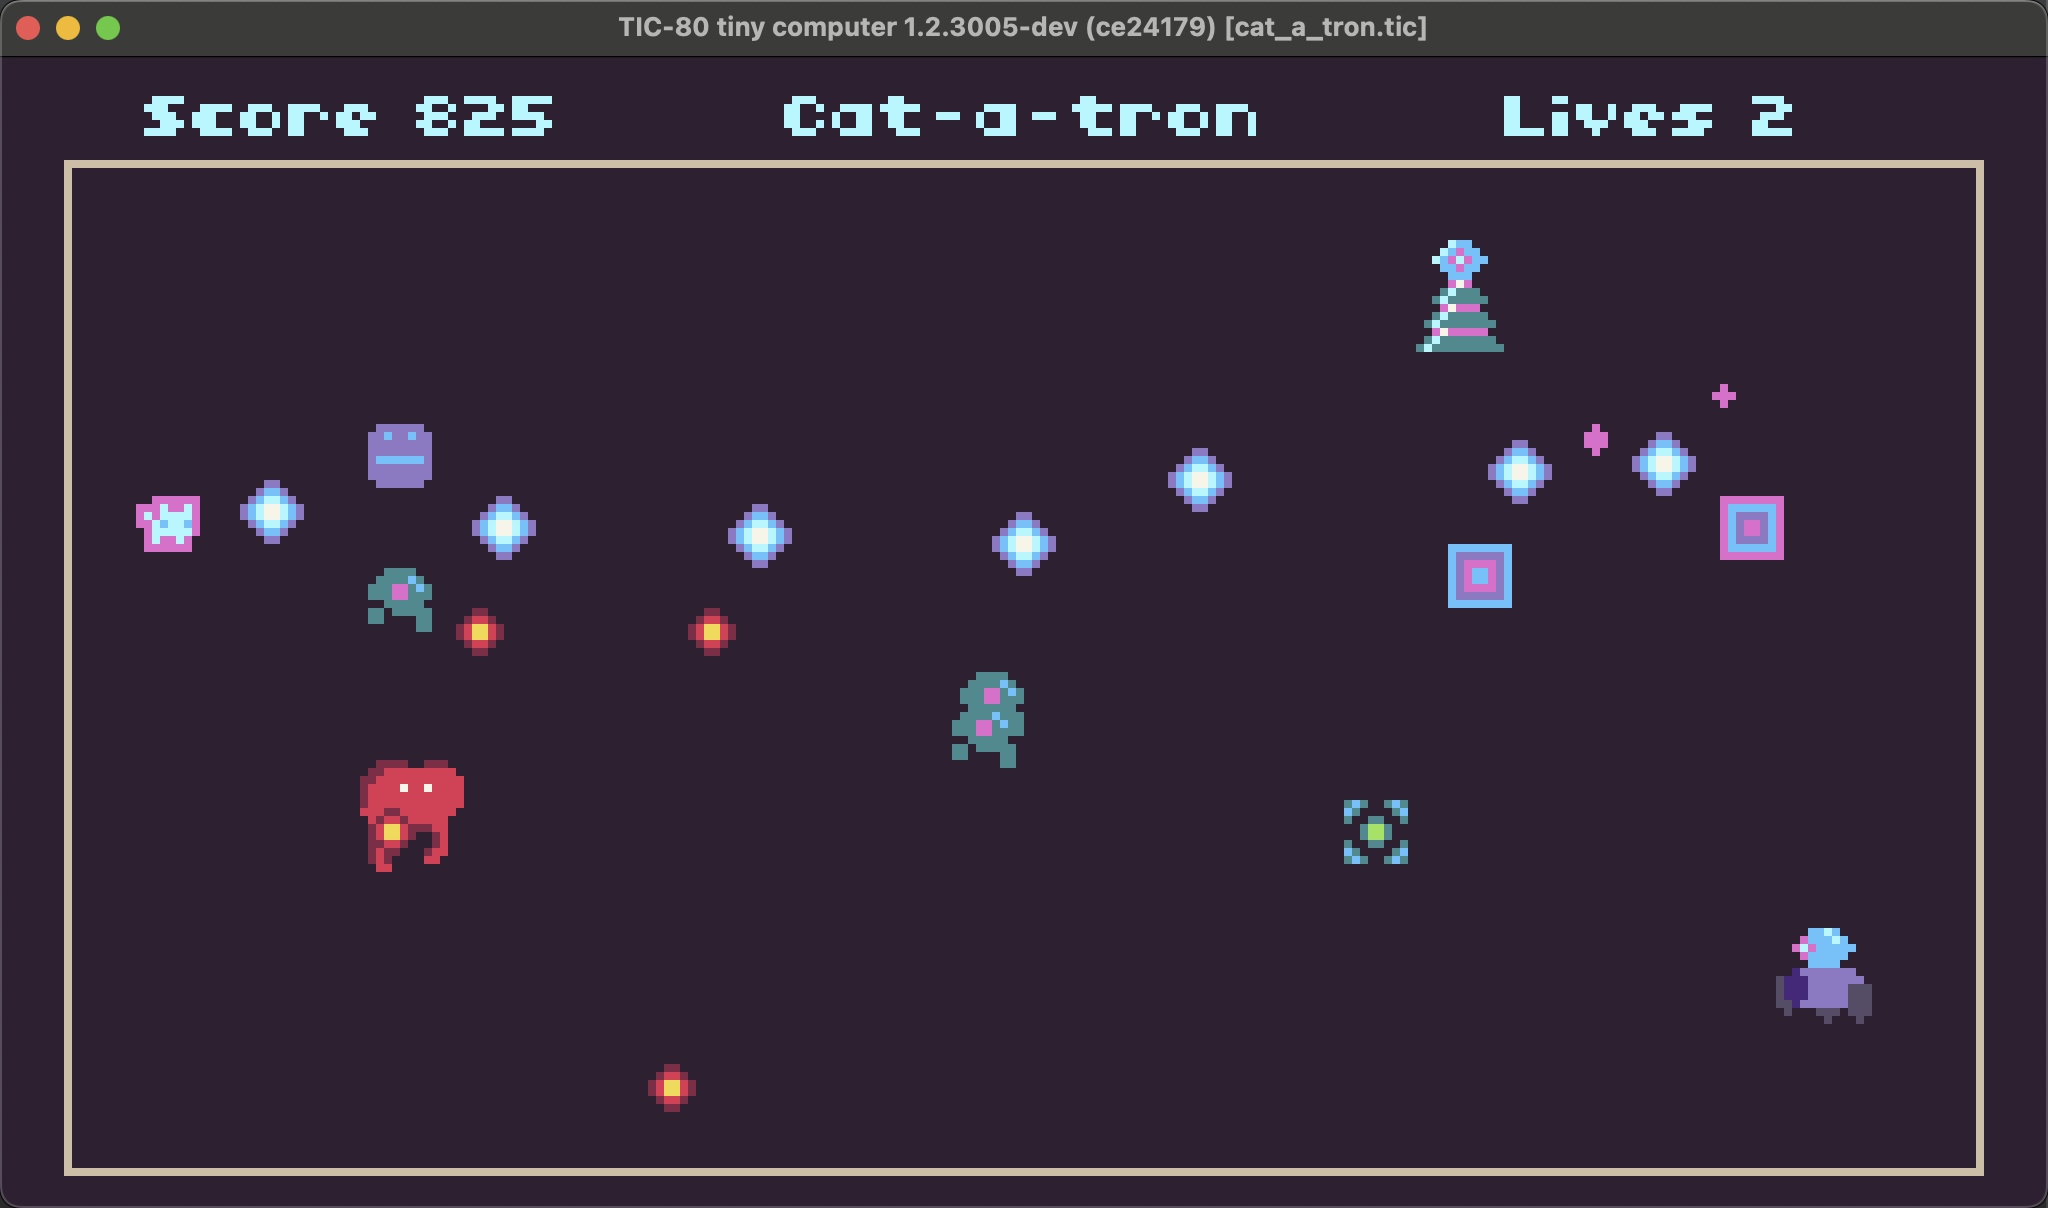 TIC-80 tiny computer 1.2.3005-dev (ce24179) [cat_a_tron.tic]
Score 825 Cat-a-tron Lives 2